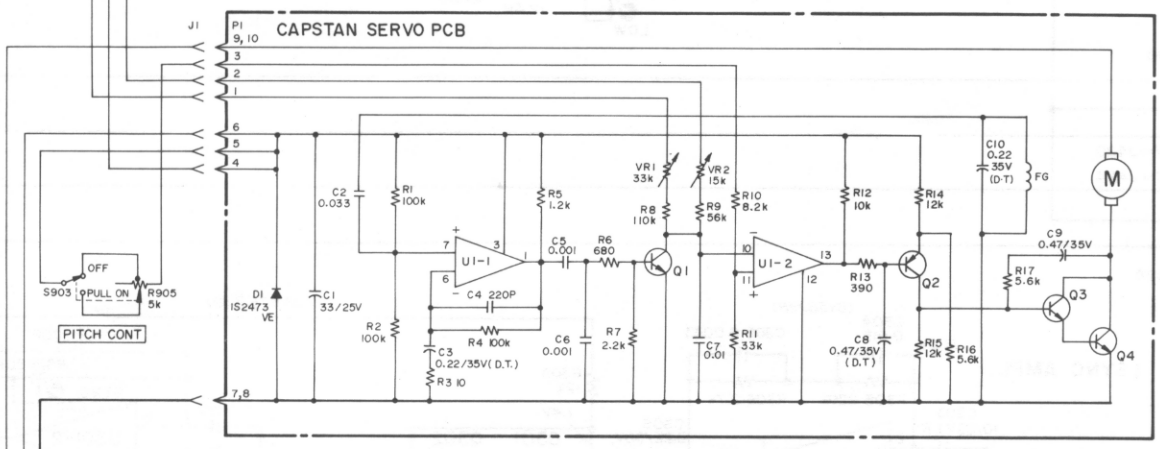 J1
P1
CAPSTAN SERVO PCB
9, 10
3
2
1
6
5
4
7,8
OFF
PULL ON
S903
R905
5k
PITCH CONT
D1
IS2473
VE
C1
33/25V
C2
0.033
R1
100k
R2
100k
+
7
3
U1-1
1
6
−
R5
1.2k
C4 220P
R4 100k
C3
0.22/35V(D.T.)
R3 10
C5
0.001
R6
680
C6
0.001
R7
2.2k
VR1
33k
R8
110k
Q1
VR2
15k
R9
56k
C7
0.01
R10
8.2k
R11
33k
−
10
U1-2
13
11
+
12
R12
10k
R13
390
C8
0.47/35V
(D.T)
R14
12k
Q2
R15
12k
R16
5.6k
C10
0.22
35V
(D.T)
FG
M
C9
0.47/35V
R17
5.6k
Q3
Q4